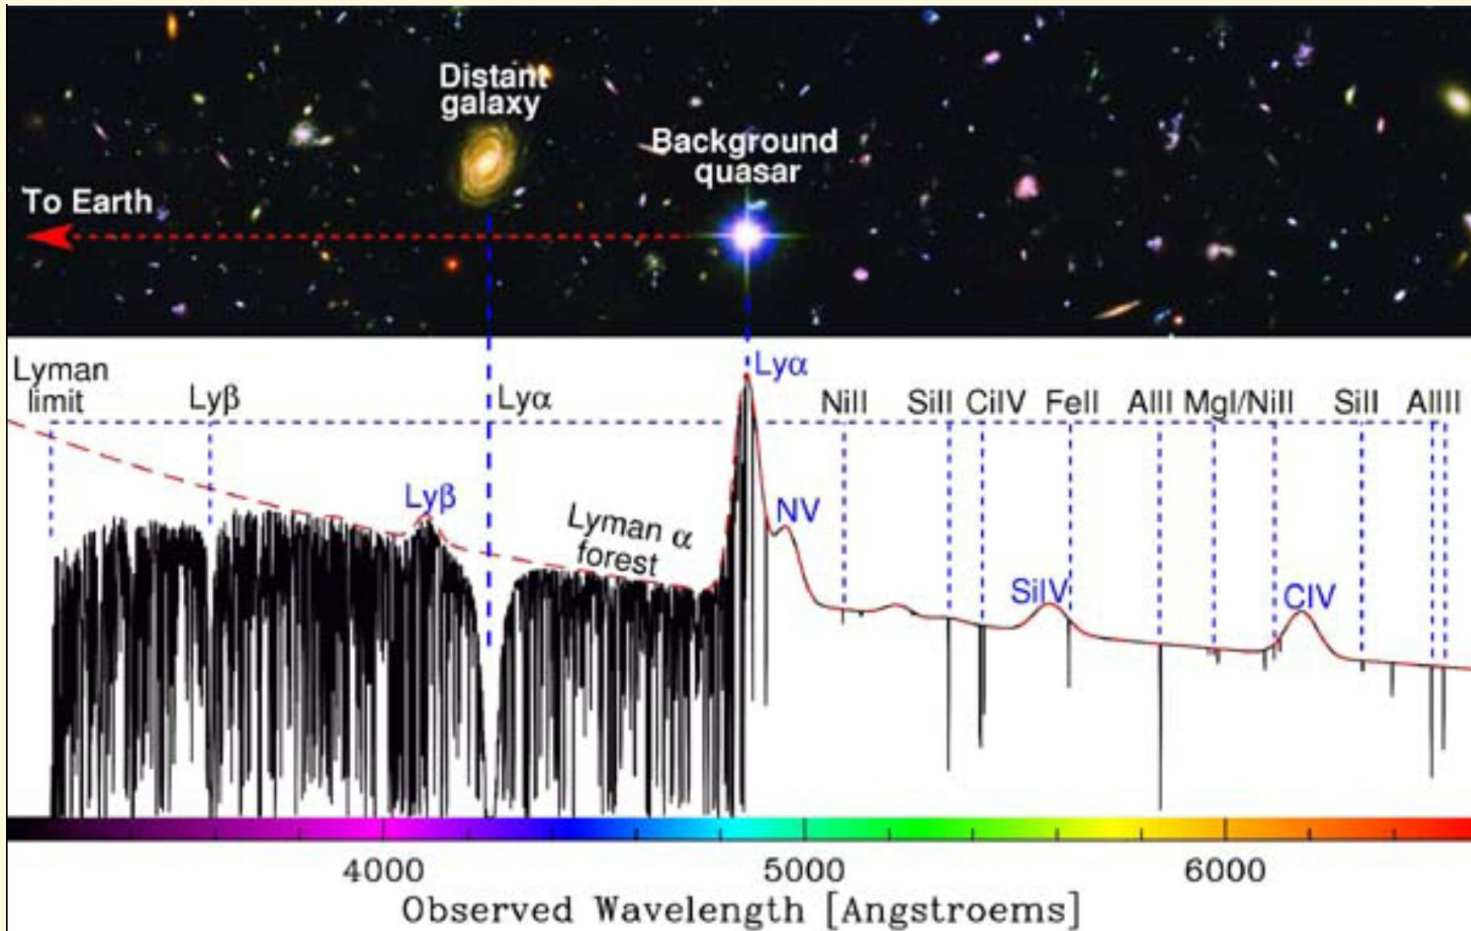 Distant
galaxy
Background
quasar
To Earth
Lyα
Lyman
limit
Lyβ
Lyα
NiII
SiII
CiIV
FeII
AlII
MgI/NiII
SiII
AlIII
Lyβ
Lyman α
forest
NV
SiIV
CIV
4000
5000
6000
Observed Wavelength [Angstroems]